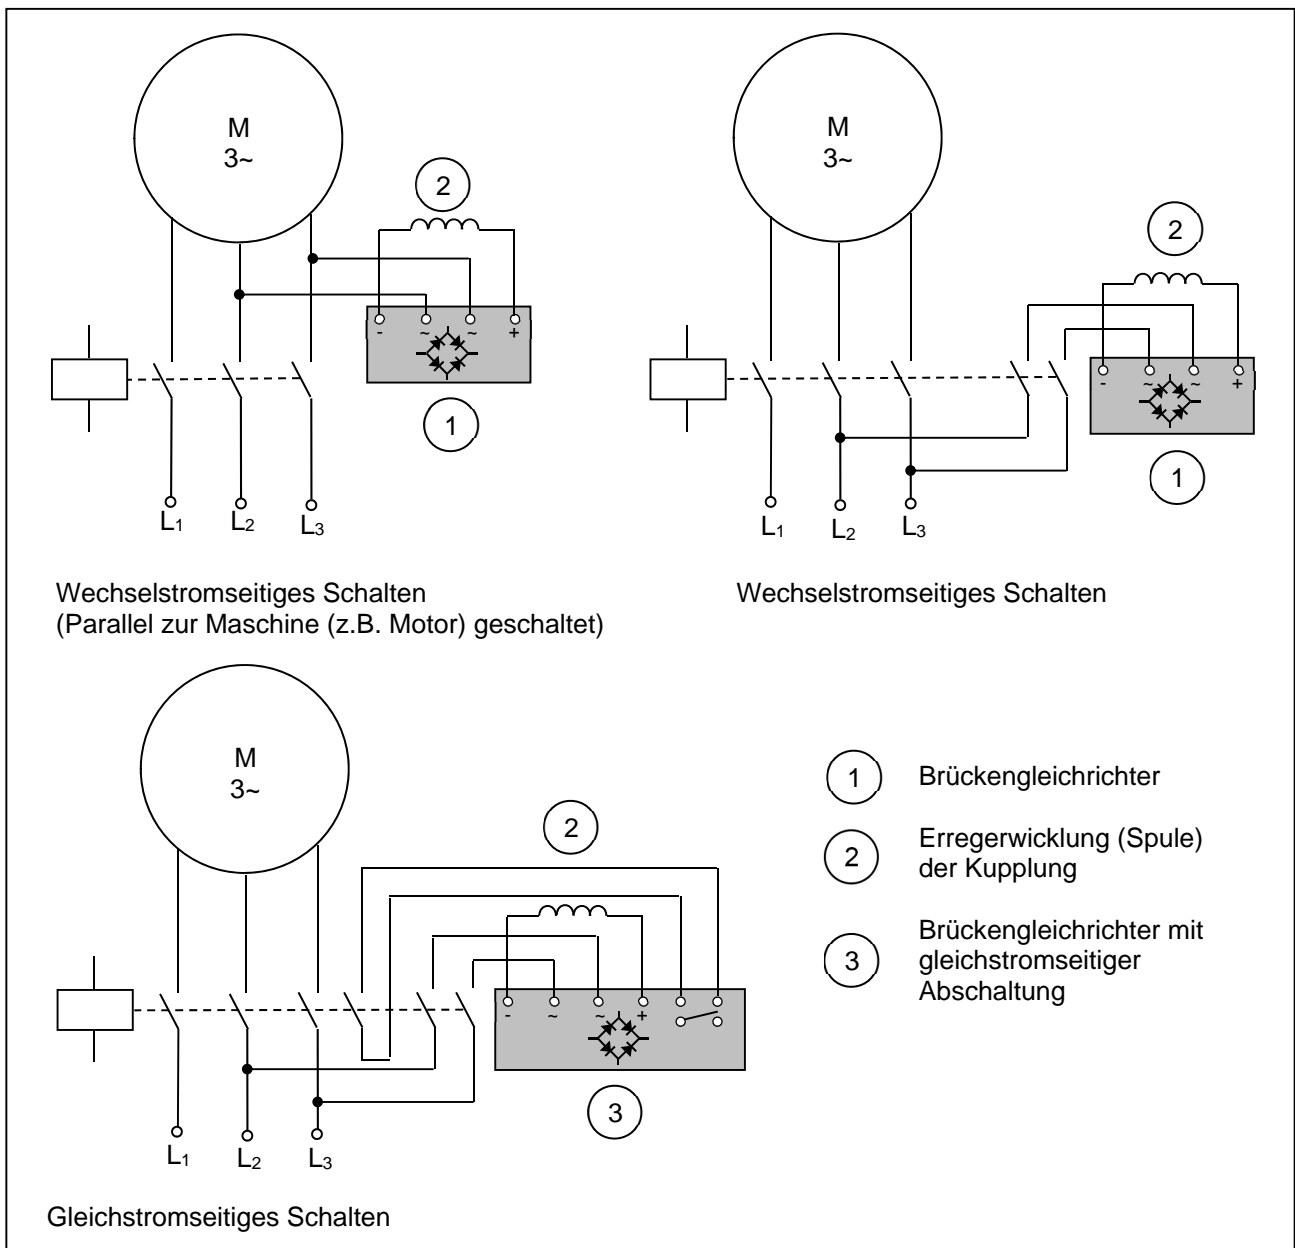 M
3~
2
- ~ ~ +
1
L1 L2 L3
Wechselstromseitiges Schalten
(Parallel zur Maschine (z.B. Motor) geschaltet)
M
3~
2
- ~ ~ +
1
L1 L2 L3
Wechselstromseitiges Schalten
M
3~
2
- ~ ~ +
3
L1 L2 L3
Gleichstromseitiges Schalten
1 Brückengleichrichter
2 Erregerwicklung (Spule)
der Kupplung
3 Brückengleichrichter mit
gleichstromseitiger
Abschaltung